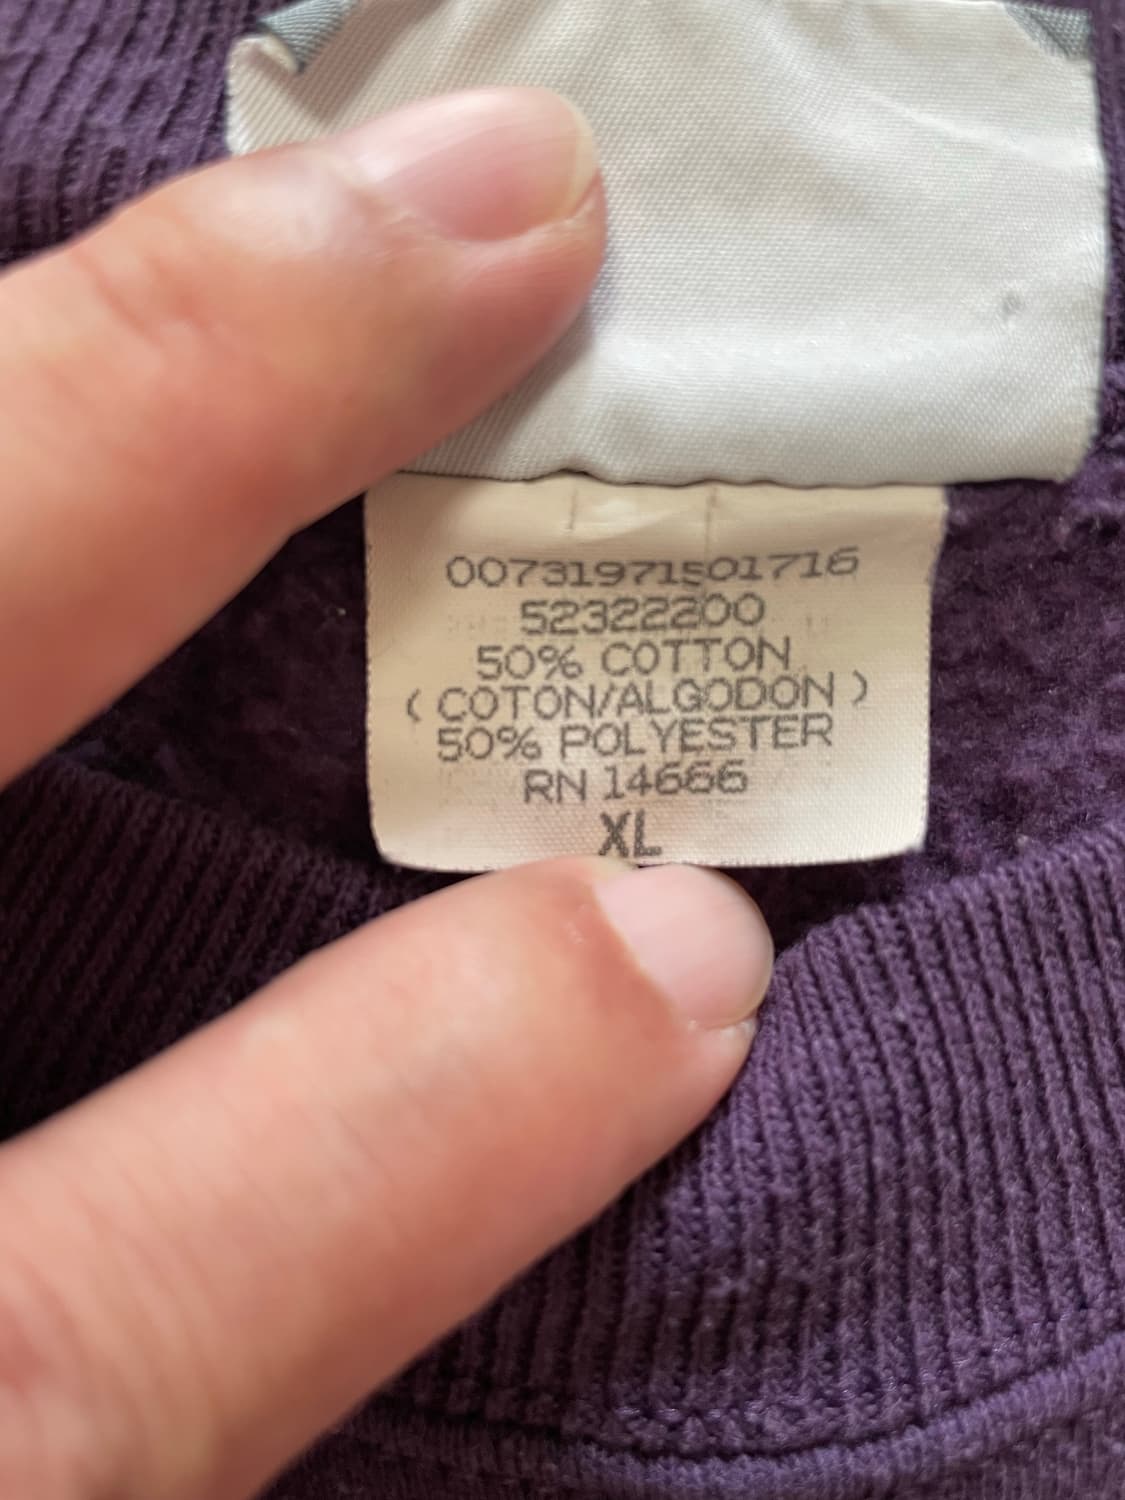 00731971501716
52322200
50% COTTON
( COTON/ALGODON )
50% POLYESTER
RN 14666
XL